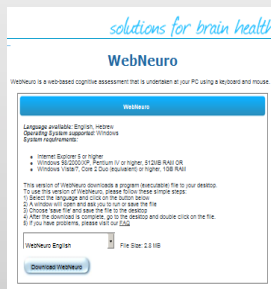 solutions for brain health
WebNeuro
WebNeuro is a web-based cognitive assessment that is undertaken at your PC using a keyboard and mouse.
WebNeuro
Language available: English, Hebrew
Operating System supported: Windows
System requirements:
Internet Explorer 5 or higher
Windows 98/2000/XP, Pentium IV or higher, 512MB RAM OR
Windows Vista/7, Core 2 Duo (equivalent) or higher, 1GB RAM
This version of WebNeuro downloads a program (executable) file to your desktop.
To use this version of WebNeuro, please follow these simple steps:
1) Select the language and click on the button below
2) A window will open and ask you to run or save the file
3) Choose 'save file' and save the file to the desktop
4) After the download is complete, go to the desktop and double click on the file.
5) If you have problems, please visit our FAQ
WebNeuro English File Size: 2.8 MB
Download WebNeuro